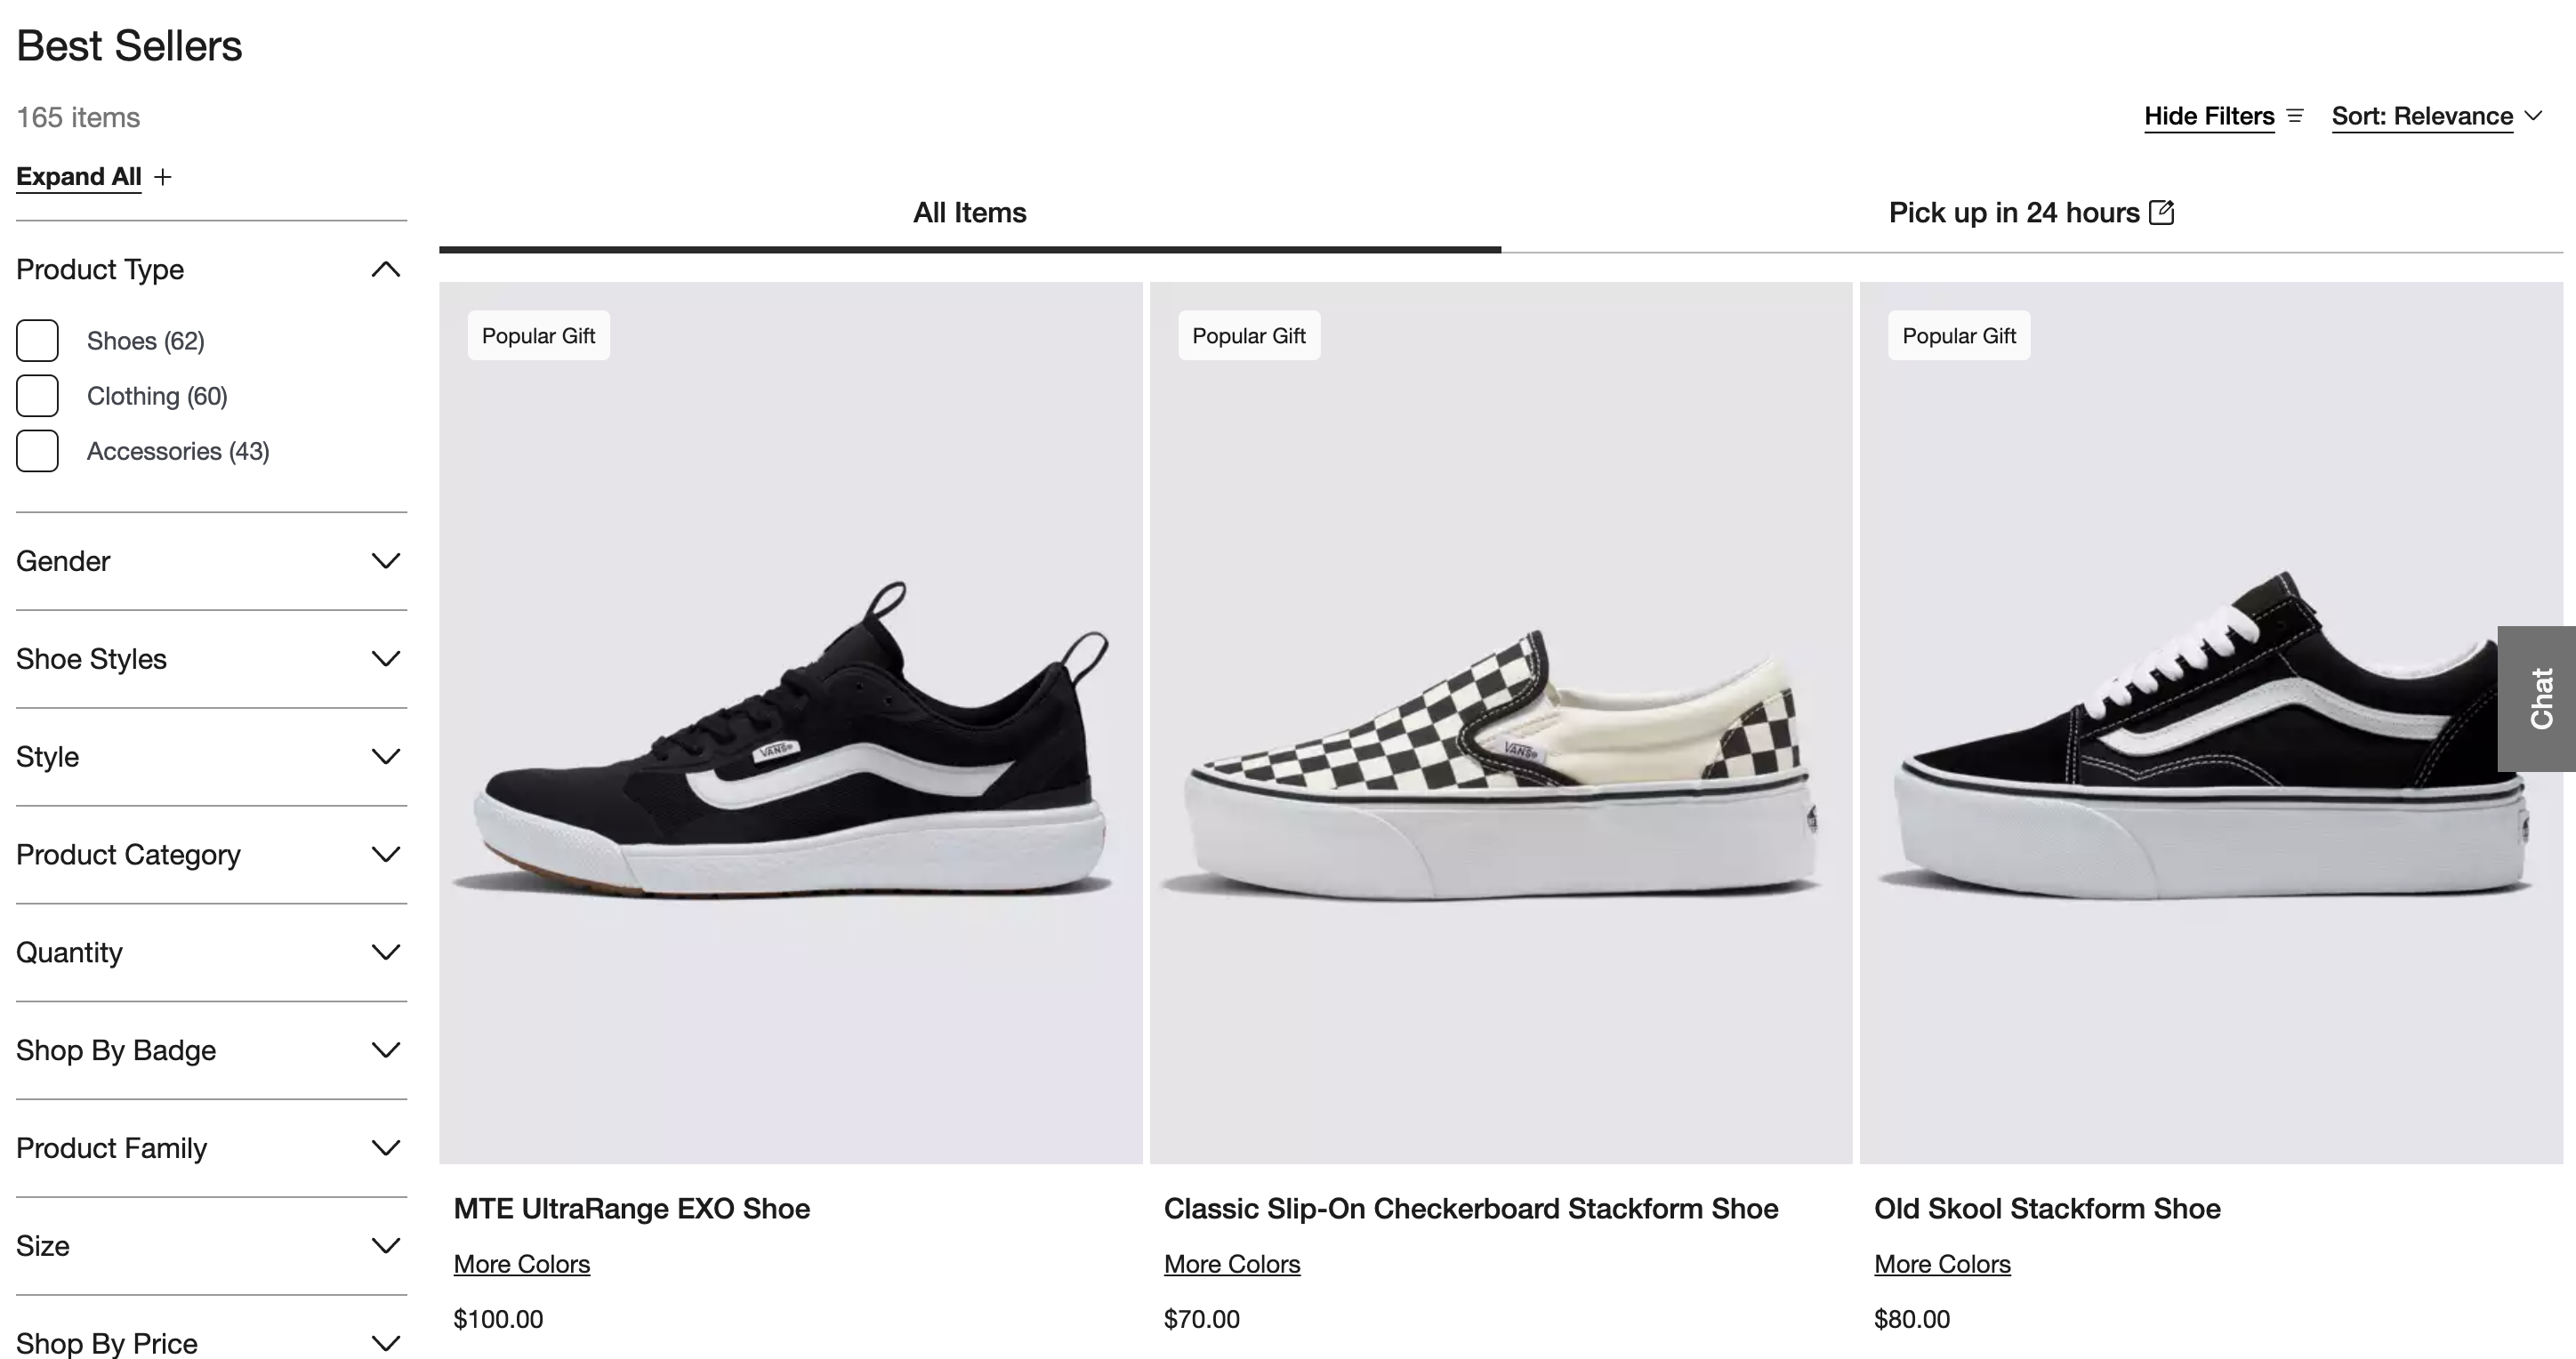 Best Sellers
165 items
Hide Filters
Sort: Relevance
Expand All +
All Items
Pick up in 24 hours
Product Type
Shoes (62)
Clothing (60)
Accessories (43)
Gender
Shoe Styles
Style
Product Category
Quantity
Shop By Badge
Product Family
Size
Shop By Price
Popular Gift
VANS
MTE UltraRange EXO Shoe
More Colors
$100.00
Popular Gift
VANS
Classic Slip-On Checkerboard Stackform Shoe
More Colors
$70.00
Popular Gift
Old Skool Stackform Shoe
More Colors
$80.00
Chat